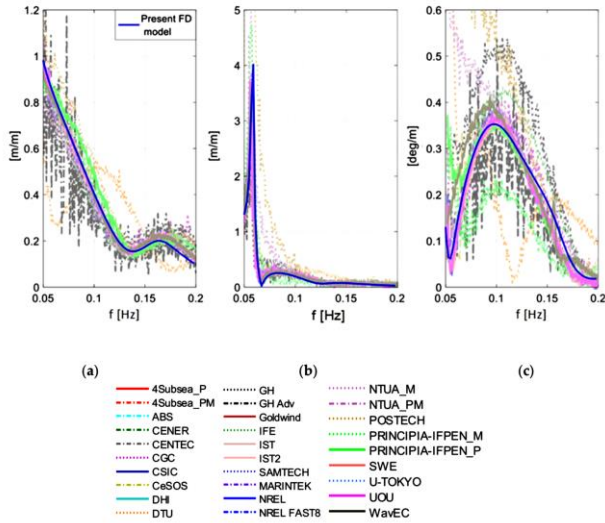 1.2
1
0.8
0.6
0.4
0.2
0
[m/m]
Present FD
model
0.05
0.1
0.15
0.2
f [Hz]
5
4
3
2
1
0
[m/m]
0.05
0.1
0.15
0.2
f [Hz]
0.6
0.5
0.4
0.3
0.2
0.1
0
[deg/m]
0.05
0.1
0.15
0.2
f [Hz]
(a)
(b)
(c)
4Subsea_P
4Subsea_PM
ABS
CENER
CENTEC
CGC
CSIC
CeSOS
DHI
DTU
GH
GH Adv
Goldwind
IFE
IST
IST2
SAMTECH
MARINTEK
NREL
NREL FAST8
NTUA_M
NTUA_PM
POSTECH
PRINCIPIA-IFPEN_M
PRINCIPIA-IFPEN_P
SWE
U-TOKYO
UOU
WavEC